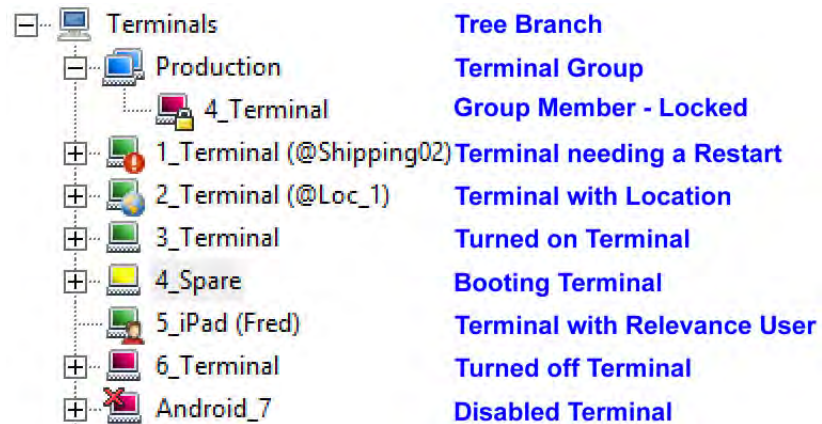 Terminals Tree Branch
Production Terminal Group
4_Terminal Group Member - Locked
1_Terminal (@Shipping02) Terminal needing a Restart
2_Terminal (@Loc_1) Terminal with Location
3_Terminal Turned on Terminal
4_Spare Booting Terminal
5_iPad (Fred) Terminal with Relevance User
6_Terminal Turned off Terminal
Android_7 Disabled Terminal